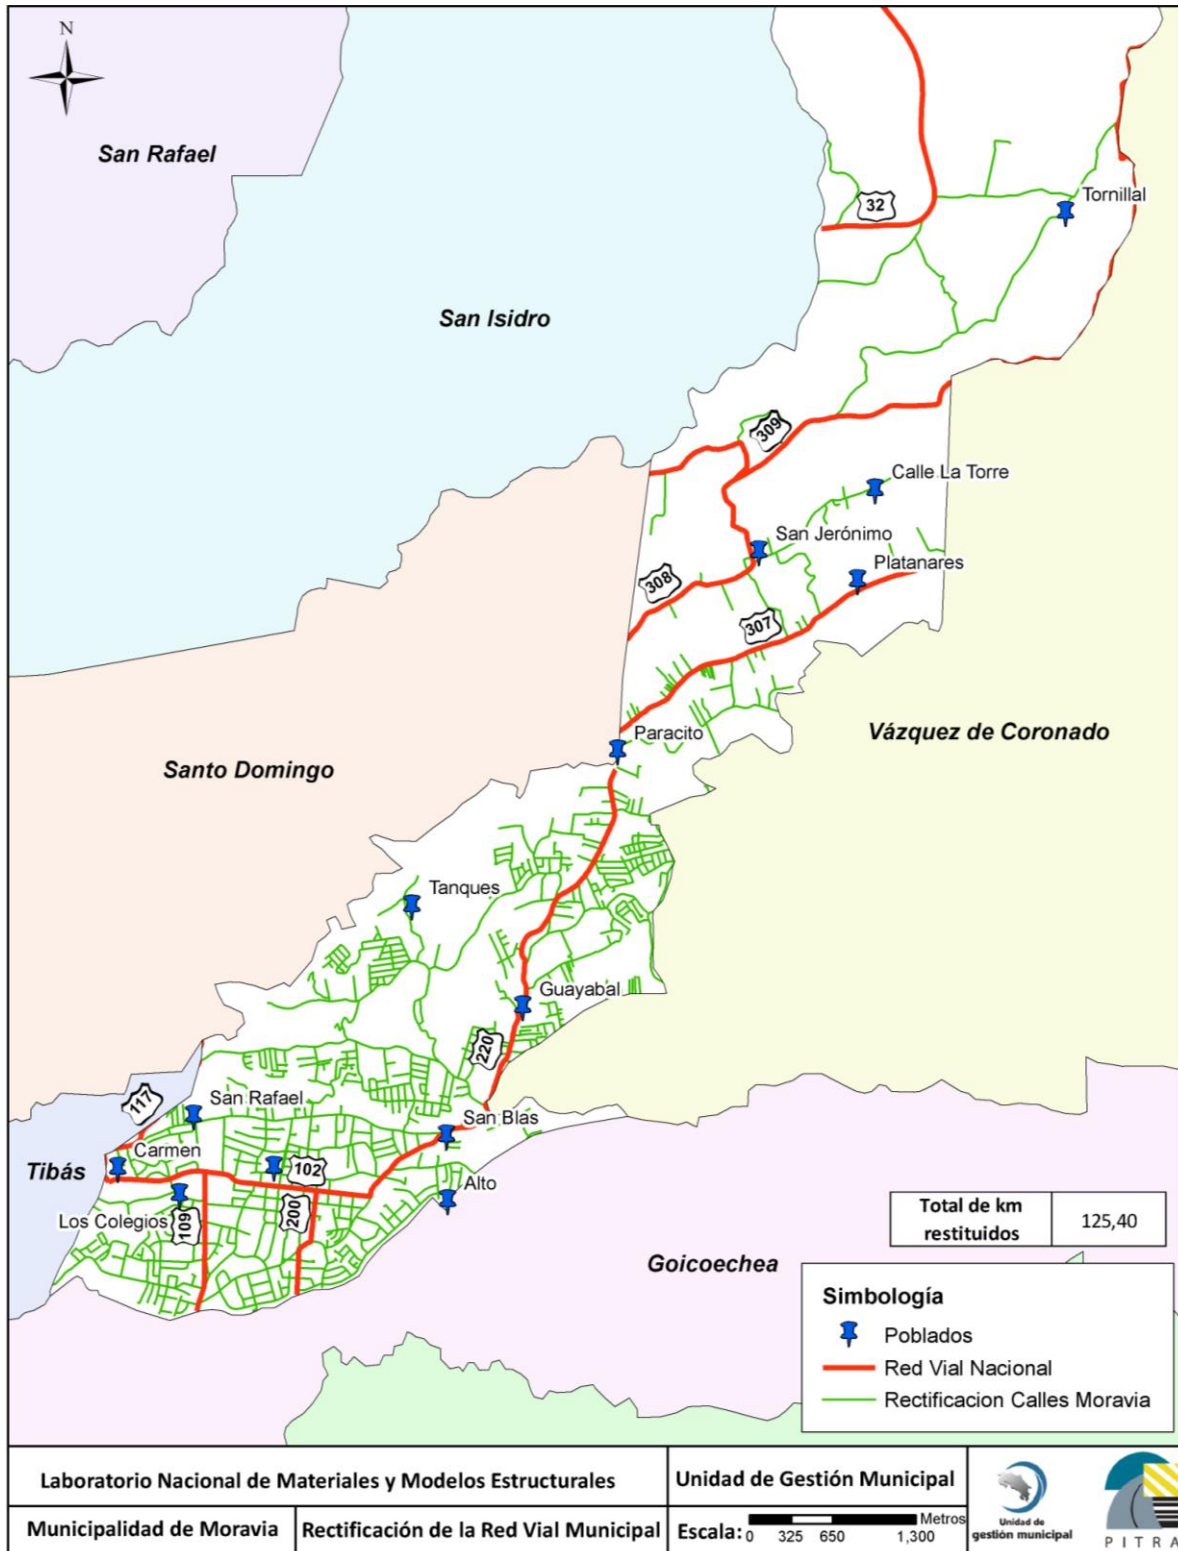 N
San Rafael
Tornillal
32
San Isidro
309
Calle La Torre
San Jerónimo
Platanares
308
307
Paracito
Vázquez de Coronado
Santo Domingo
Tanques
Guayabal
220
117
San Rafael
San Blas
Carmen
Tibás
102
Alto
Los Colegios
109
200
Total de km
restituidos
125,40
Goicoechea
Simbología
Poblados
Red Vial Nacional
Rectificacion Calles Moravia
Laboratorio Nacional de Materiales y Modelos Estructurales
Unidad de Gestión Municipal
Municipalidad de Moravia
Rectificación de la Red Vial Municipal
Escala:
Metros
0 325 650 1,300
Unidad de
gestión municipal
PITRA